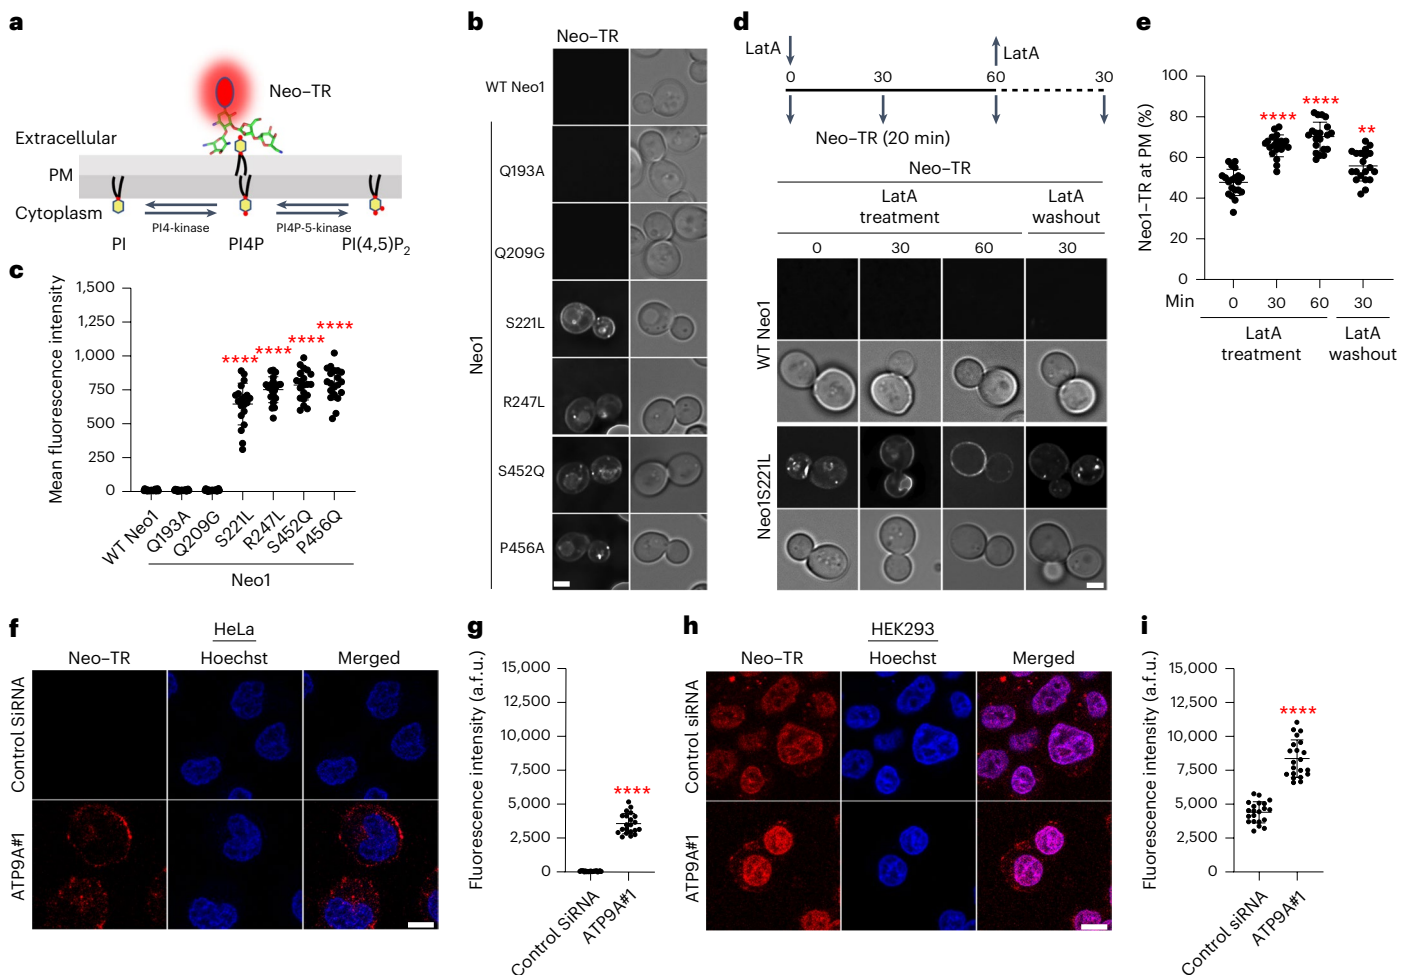 a
Neo–TR
Extracellular
PM
Cytoplasm
PI4-kinase
PI4P-5-kinase
PI
PI4P
PI(4,5)P2
b
Neo–TR
WT Neo1
Q193A
Q209G
S221L
R247L
S452Q
P456A
Neo1
c
Mean fluorescence intensity
1,500
1,250
1,000
750
500
250
0
****
****
****
****
WT Neo1
Q193A
Q209G
S221L
R247L
S452Q
P456Q
Neo1
d
LatA
LatA
0
30
60
30
Neo–TR (20 min)
Neo–TR
LatA
treatment
LatA
washout
0
30
60
30
WT Neo1
Neo1S221L
e
Neo1–TR at PM (%)
100
80
60
40
20
0
****
****
**
Min
0
30
60
30
LatA
treatment
LatA
washout
f
HeLa
Neo–TR
Hoechst
Merged
Control SiRNA
ATP9A#1
g
Fluorescence intensity (a.f.u.)
15,000
12,500
10,000
7,500
5,000
2,500
0
****
Control SiRNA
ATP9A#1
h
HEK293
Neo–TR
Hoechst
Merged
Control siRNA
ATP9A#1
i
Fluorescence intensity (a.f.u.)
15,000
12,500
10,000
7,500
5,000
2,500
0
****
Control siRNA
ATP9A#1